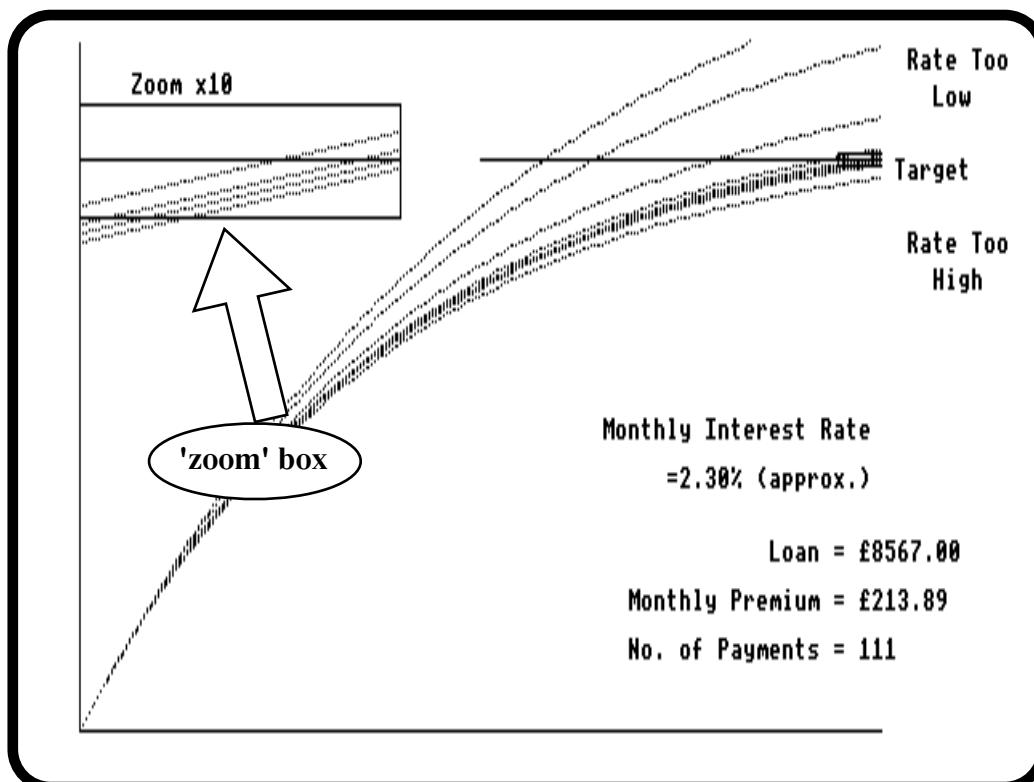 Zoom x10
Rate Too
Low
Target
Rate Too
High
'zoom' box
Monthly Interest Rate
=2.30% (approx.)
Loan = £8567.00
Monthly Premium = £213.89
No. of Payments = 111